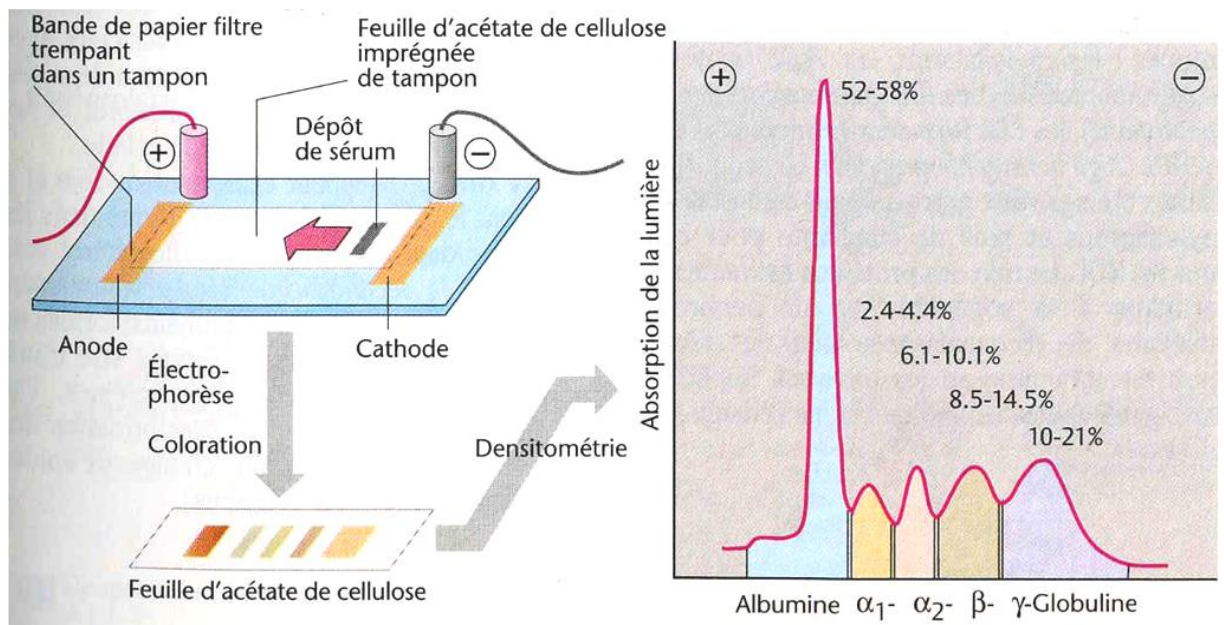 Bande de papier filtre
trempant
dans un tampon
Feuille d'acétate de cellulose
imprégnée
de tampon
Dépôt
de sérum
+
−
Anode
Cathode
Électro-
phorèse
Coloration
Densitométrie
Feuille d'acétate de cellulose
Absorption de la lumière
+
−
52-58%
2.4-4.4%
6.1-10.1%
8.5-14.5%
10-21%
Albumine α1- α2- β- γ-Globuline